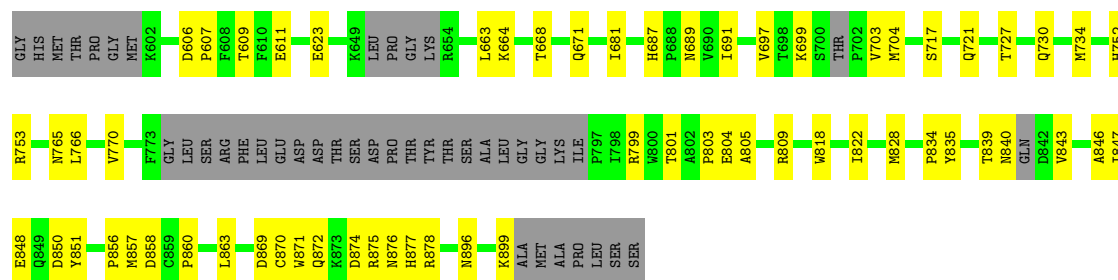 GLY HIS MET THR PRO GLY MET K602 D606 P607 F608 T609 F610 E611 E623 K649 LEU PRO GLY LYS R654 L663 K664 T668 Q671 I681 H687 P688 N689 V690 I691 V697 T698 K699 S700 THR P702 V703 M704 S717 Q721 T727 Q730 M734 H752
R753 N765 L766 V770 F773 GLY LEU SER ARG PHE LEU GLU ASP ASP THR SER ASP PRO THR TYR THR SER ALA LEU GLY GLY LYS ILE P797 I798 R799 W800 T801 A802 P803 E804 A805 R809 W818 I822 M828 P834 Y835 T839 N840 GLN D842 V843 A846 I847
E848 Q849 D850 Y851 P856 M857 D858 C859 P860 L863 D869 C870 W871 Q872 K873 D874 R875 N876 H877 R878 N896 K899 ALA MET ALA PRO LEU SER SER